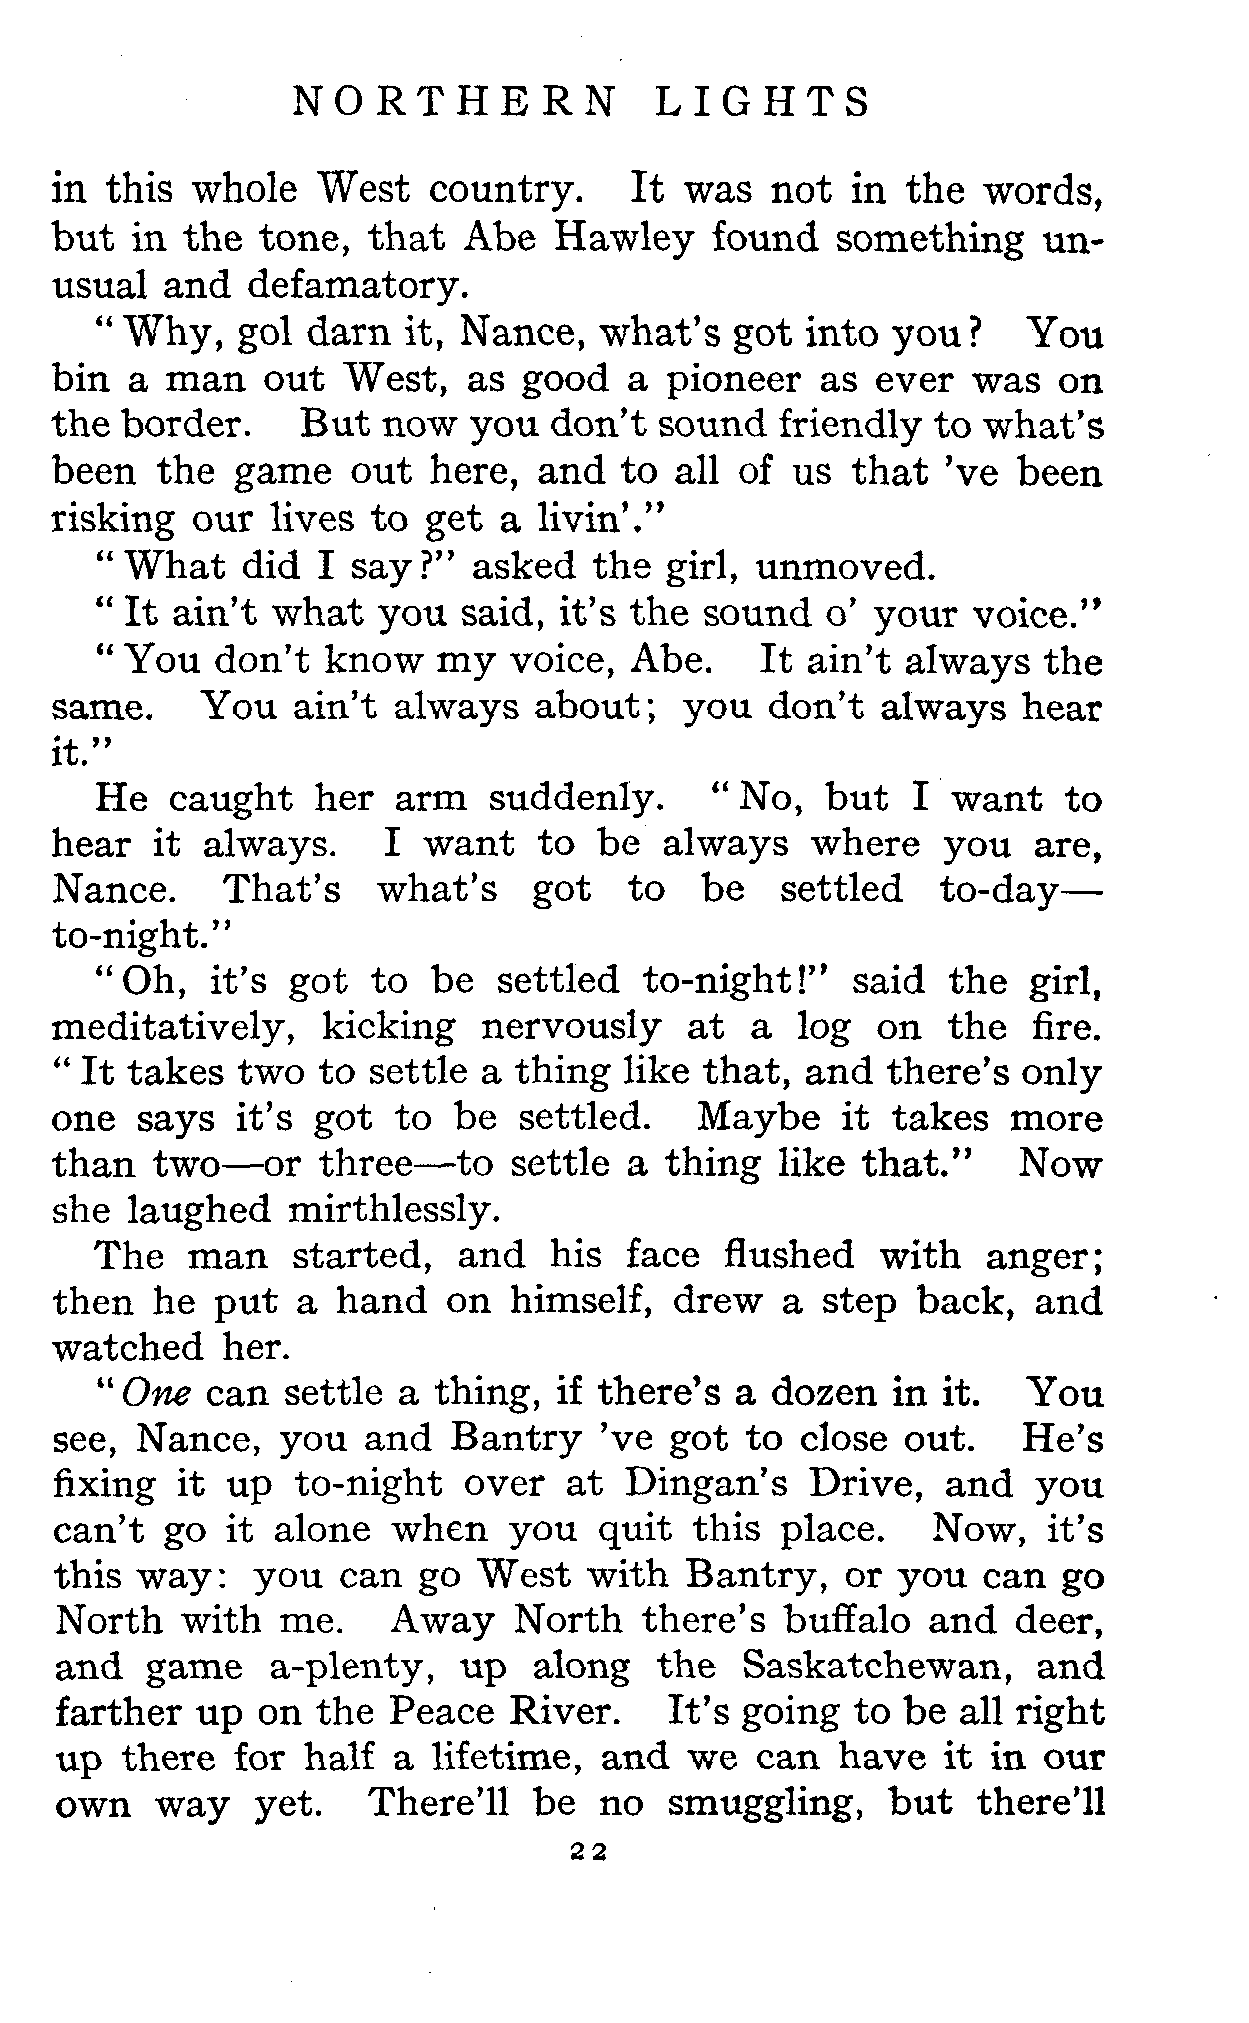 NORTHERN LIGHTS
in this whole West country. It was not in the words,
but in the tone, that Abe Hawley found something un-
usual and defamatory.
"Why, gol darn it, Nance, what's got into you? You
bin a man out West, as good a pioneer as ever was on
the border. But now you don't sound friendly to what's
been the game out here, and to all of us that 've been
risking our lives to get a livin'."
"What did I say?" asked the girl, unmoved.
"It ain't what you said, it's the sound o' your voice."
"You don't know my voice, Abe. It ain't always the
same. You ain't always about; you don't always hear
it."
He caught her arm suddenly. "No, but I want to
hear it always. I want to be always where you are,
Nance. That's what's got to be settled to-day—
to-night."
"Oh, it's got to be settled to-night!" said the girl,
meditatively, kicking nervously at a log on the fire.
"It takes two to settle a thing like that, and there's only
one says it's got to be settled. Maybe it takes more
than two—or three—to settle a thing like that." Now
she laughed mirthlessly.
The man started, and his face flushed with anger;
then he put a hand on himself, drew a step back, and
watched her.
"One can settle a thing, if there's a dozen in it. You
see, Nance, you and Bantry 've got to close out. He's
fixing it up to-night over at Dingan's Drive, and you
can't go it alone when you quit this place. Now, it's
this way: you can go West with Bantry, or you can go
North with me. Away North there's buffalo and deer,
and game a-plenty, up along the Saskatchewan, and
farther up on the Peace River. It's going to be all right
up there for half a lifetime, and we can have it in our
own way yet. There'll be no smuggling, but there'll
22